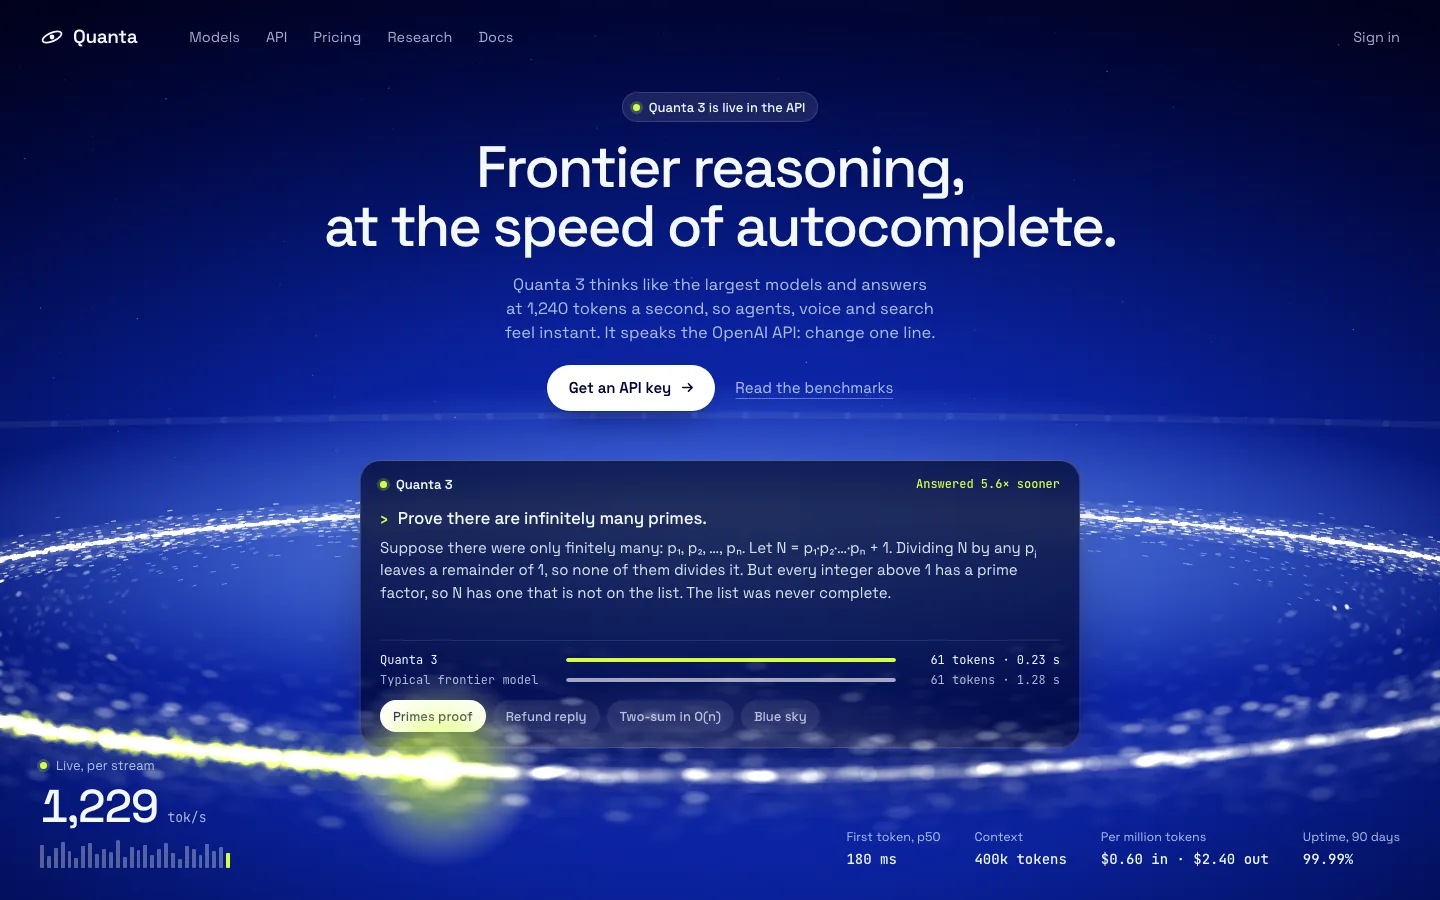 Quanta
Models API Pricing Research Docs
Sign in
Quanta 3 is live in the API
Frontier reasoning,
at the speed of autocomplete.
Quanta 3 thinks like the largest models and answers
at 1,240 tokens a second, so agents, voice and search
feel instant. It speaks the OpenAI API: change one line.
Get an API key →
Read the benchmarks
Quanta 3
Answered 5.6× sooner
> Prove there are infinitely many primes.
Suppose there were only finitely many: p₁, p₂, …, pₙ. Let N = p₁·p₂·…·pₙ + 1. Dividing N by any pᵢ
leaves a remainder of 1, so none of them divides it. But every integer above 1 has a prime
factor, so N has one that is not on the list. The list was never complete.
Quanta 3 61 tokens · 0.23 s
Typical frontier model 61 tokens · 1.28 s
Primes proof Refund reply Two-sum in O(n) Blue sky
Live, per stream
1,229 tok/s
First token, p50
180 ms
Context
400k tokens
Per million tokens
$0.60 in · $2.40 out
Uptime, 90 days
99.99%